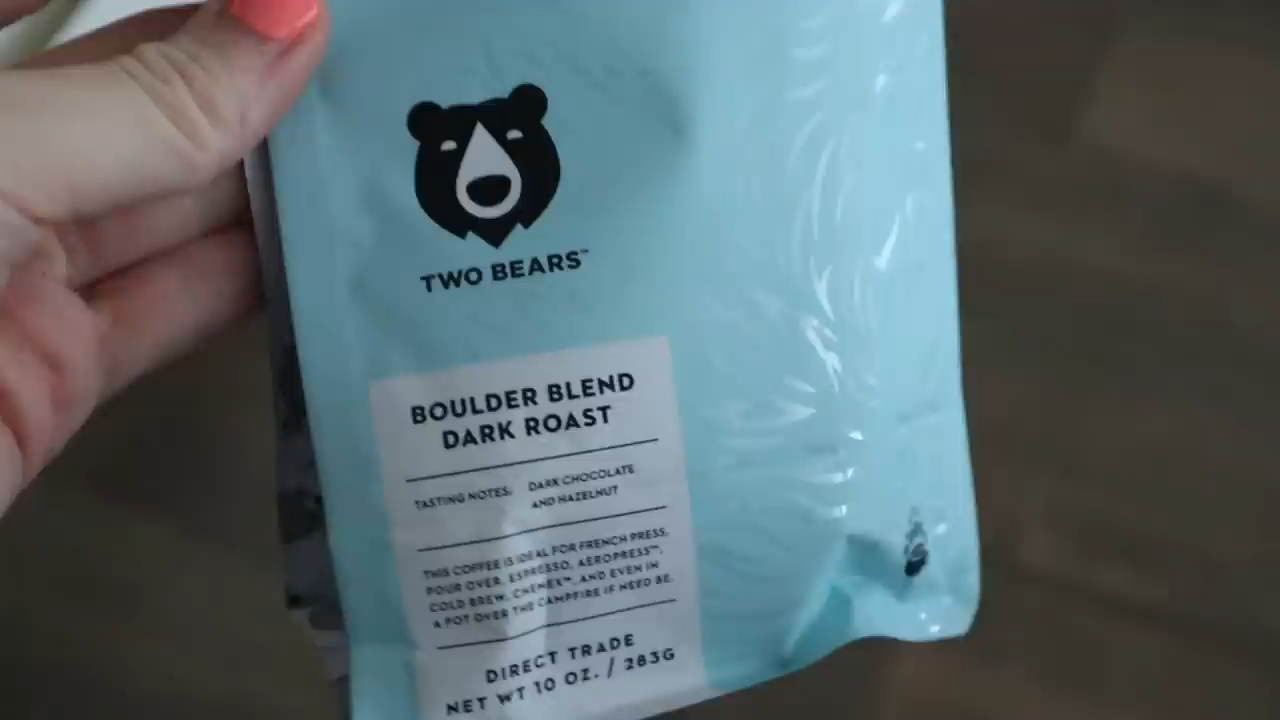 TWO BEARS™
BOULDER BLEND
DARK ROAST
TASTING NOTES: DARK CHOCOLATE
AND HAZELNUT
THIS COFFEE IS IDEAL FOR FRENCH PRESS,
POUR OVER, ESPRESSO, AEROPRESS™,
COLD BREW, CHEMEX™, AND EVEN IN
A POT OVER THE CAMPFIRE IF NEED BE.
DIRECT TRADE
NET WT 10 OZ. / 283G